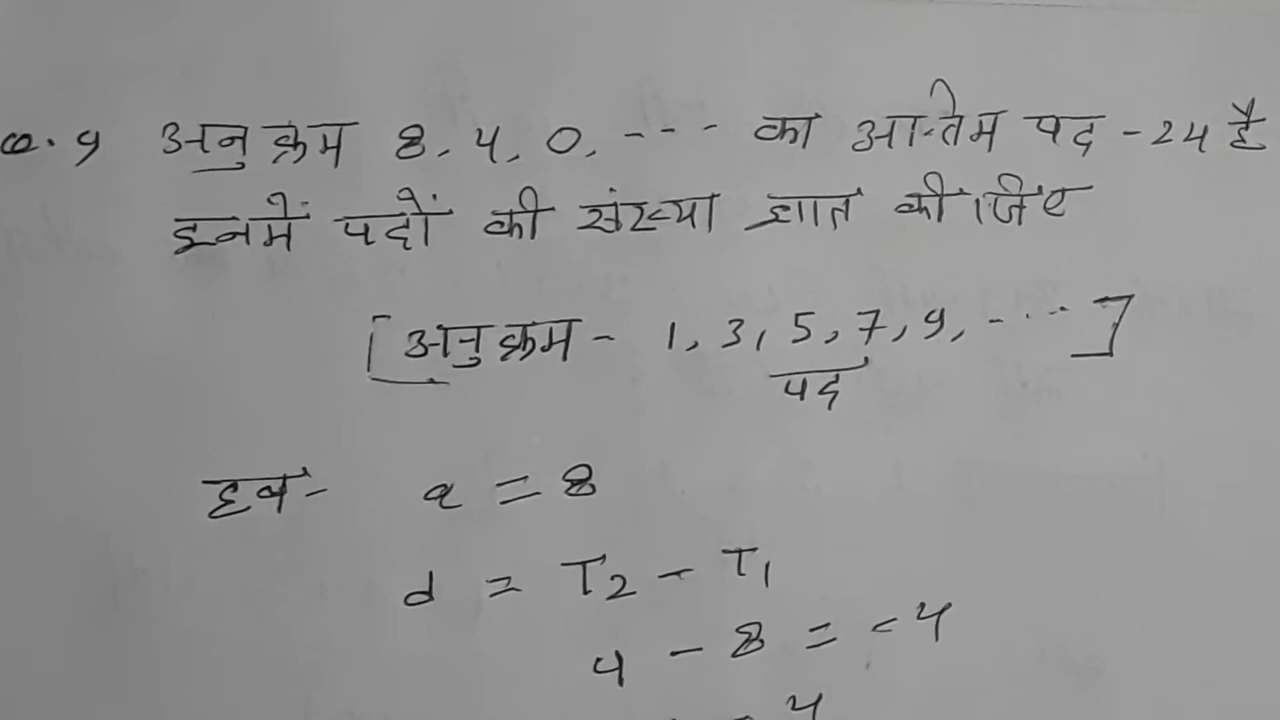 Q.9 अनुक्रम 8, 4, 0, --- का अन्तिम पद -24 है
इनमें पदों की संख्या ज्ञात कीजिए
[अनुक्रम - 1, 3, 5, 7, 9, -...]
पद
हल- a = 8
d = T2 - T1
4 - 8 = -4